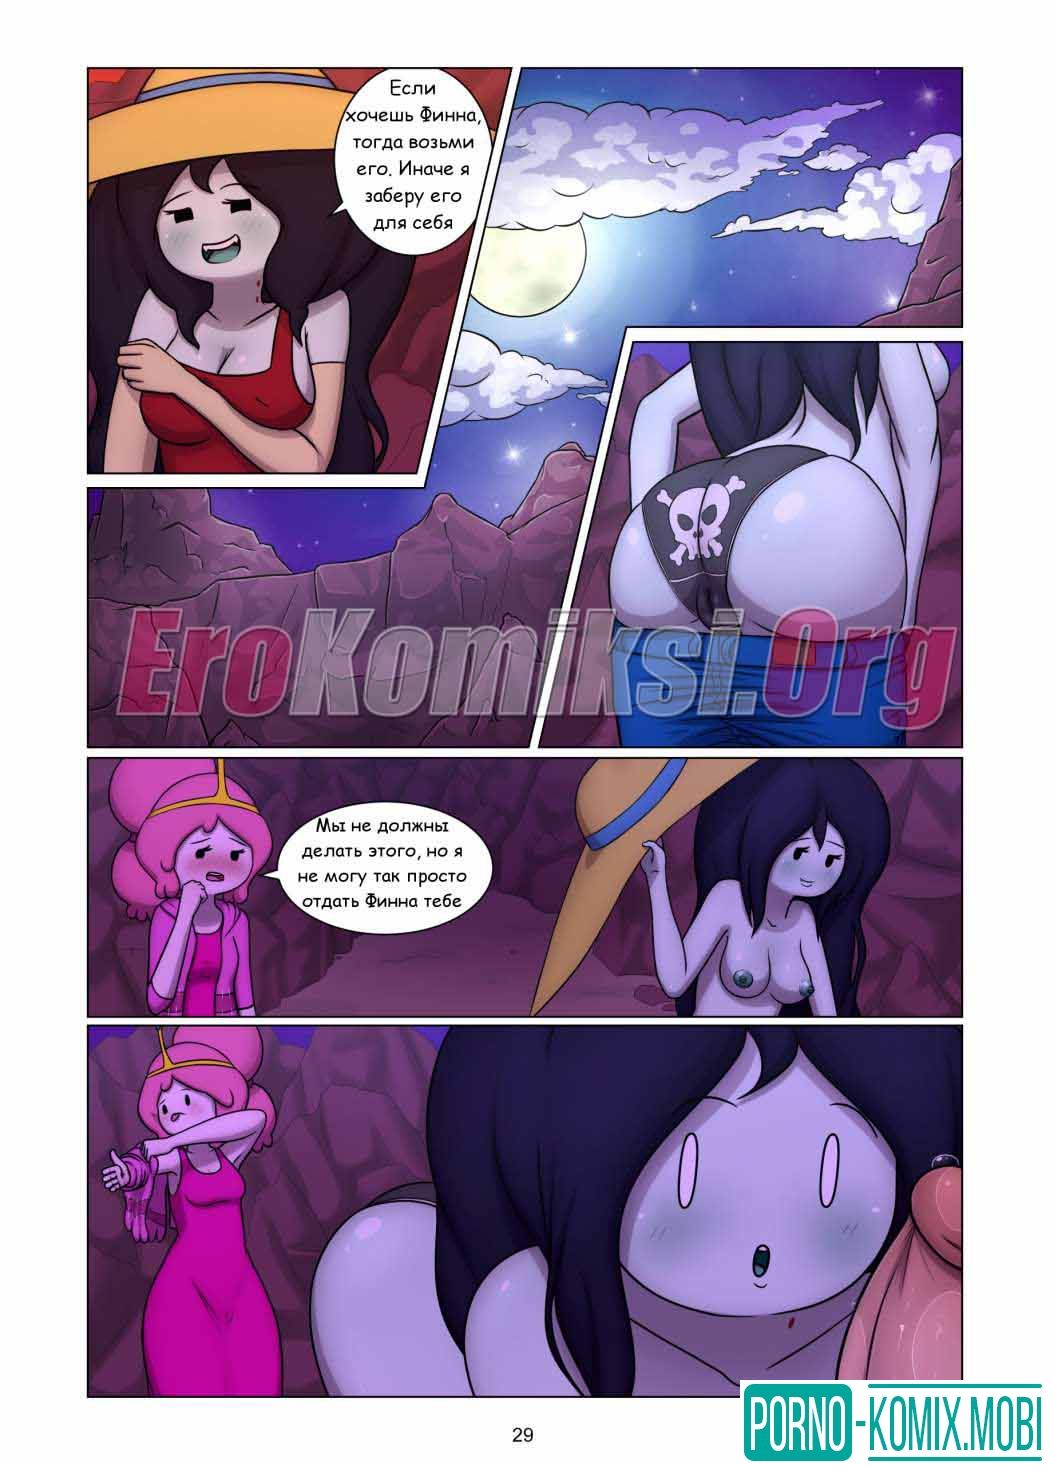 Если
хочешь Финна,
тогда возьми
его. Иначе я
заберу его
для себя
EroKomiksi.Org
Мы не должны
делать этого, но я
не могу так просто
отдать Финна тебе
29
PORNO-KOMIX.MOBI